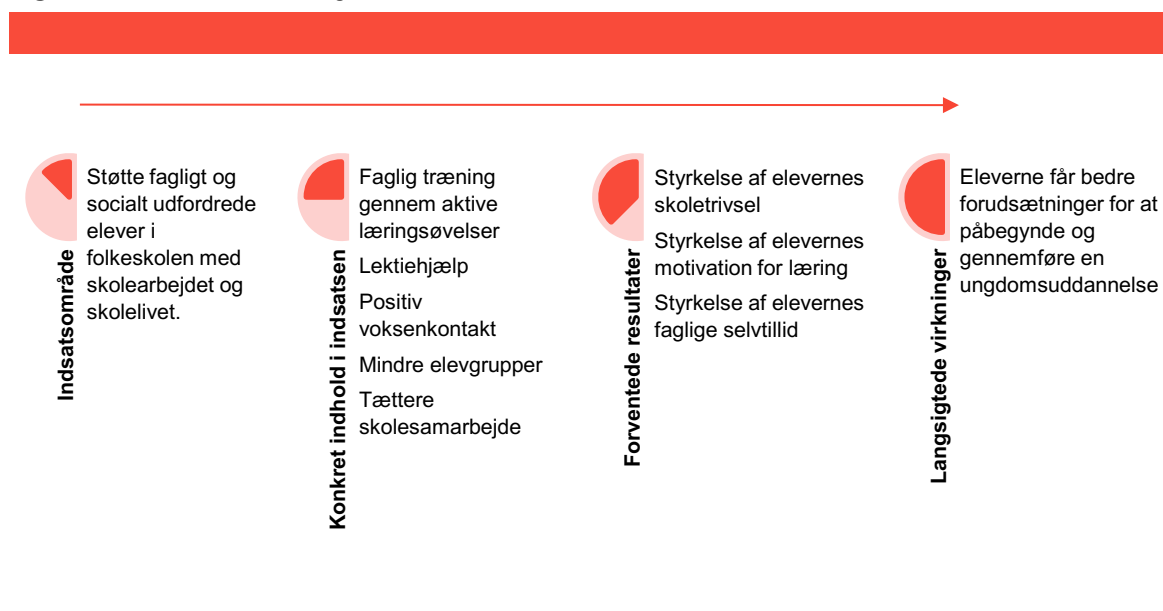 Indsatsområde
Støtte fagligt og
socialt udfordrede
elever i
folkeskolen med
skolearbejdet og
skolelivet.
Konkret indhold i indsatsen
Faglig træning
gennem aktive
læringsøvelser
Lektiehjælp
Positiv
voksenkontakt
Mindre elevgrupper
Tættere
skolesamarbejde
Forventede resultater
Styrkelse af elevernes
skoletrivsel
Styrkelse af elevernes
motivation for læring
Styrkelse af elevernes
faglige selvtillid
Langsigtede virkninger
Eleverne får bedre
forudsætninger for at
påbegynde og
gennemføre en
ungdomsuddannelse